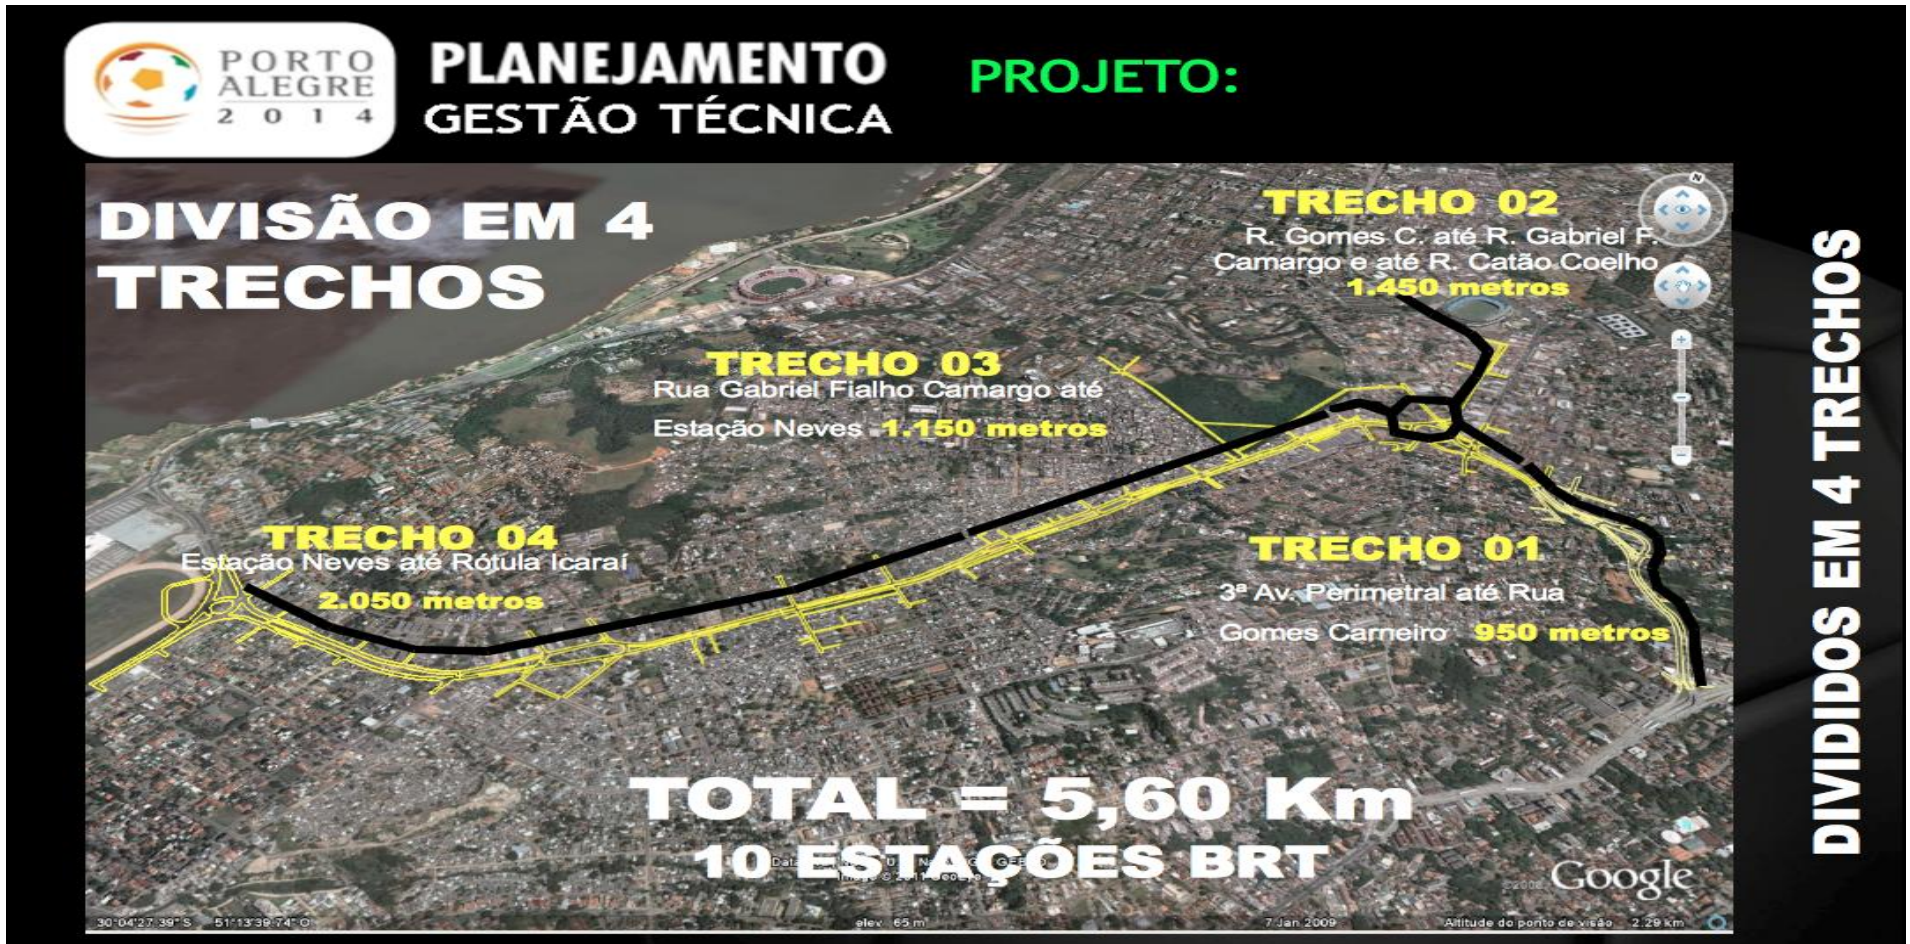 PORTO
ALEGRE
2014
PLANEJAMENTO
GESTÃO TÉCNICA
PROJETO:
DIVISÃO EM 4
TRECHOS
TRECHO 02
R. Gomes C. até R. Gabriel F.
Camargo e até R. Catão Coelho
1.450 metros
TRECHO 03
Rua Gabriel Fialho Camargo até
Estação Neves 1.150 metros
TRECHO 04
Estação Neves até Rótula Icaraí
2.050 metros
TRECHO 01
3ª Av. Perimetral até Rua
Gomes Carneiro 950 metros
TOTAL = 5,60 Km
10 ESTAÇÕES BRT
N
Google
30°04'27.39" S 51°13'39.74" O
elev 65 m
7 Jan 2009
Altitude do ponto de visão 2.29 km
DIVIDIDOS EM 4 TRECHOS